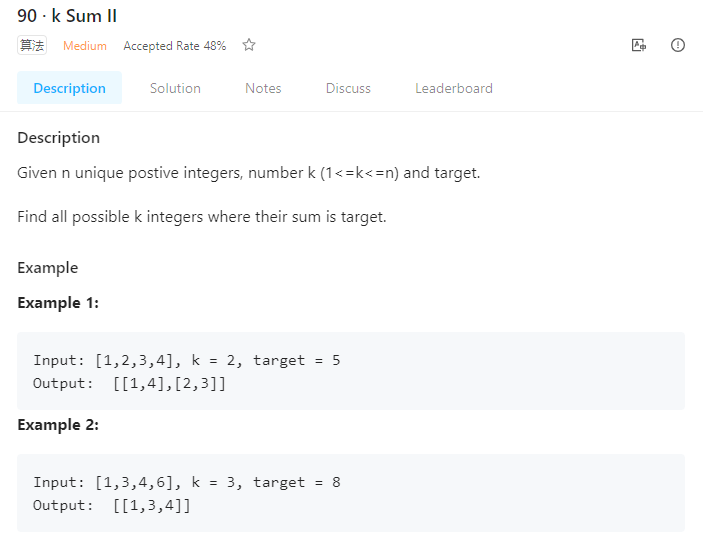 90 · k Sum II
算法 Medium Accepted Rate 48%
Description Solution Notes Discuss Leaderboard
Description
Given n unique postive integers, number k (1<=k<=n) and target.
Find all possible k integers where their sum is target.
Example
Example 1:
Input: [1,2,3,4], k = 2, target = 5
Output:  [[1,4],[2,3]]
Example 2:
Input: [1,3,4,6], k = 3, target = 8
Output:  [[1,3,4]]